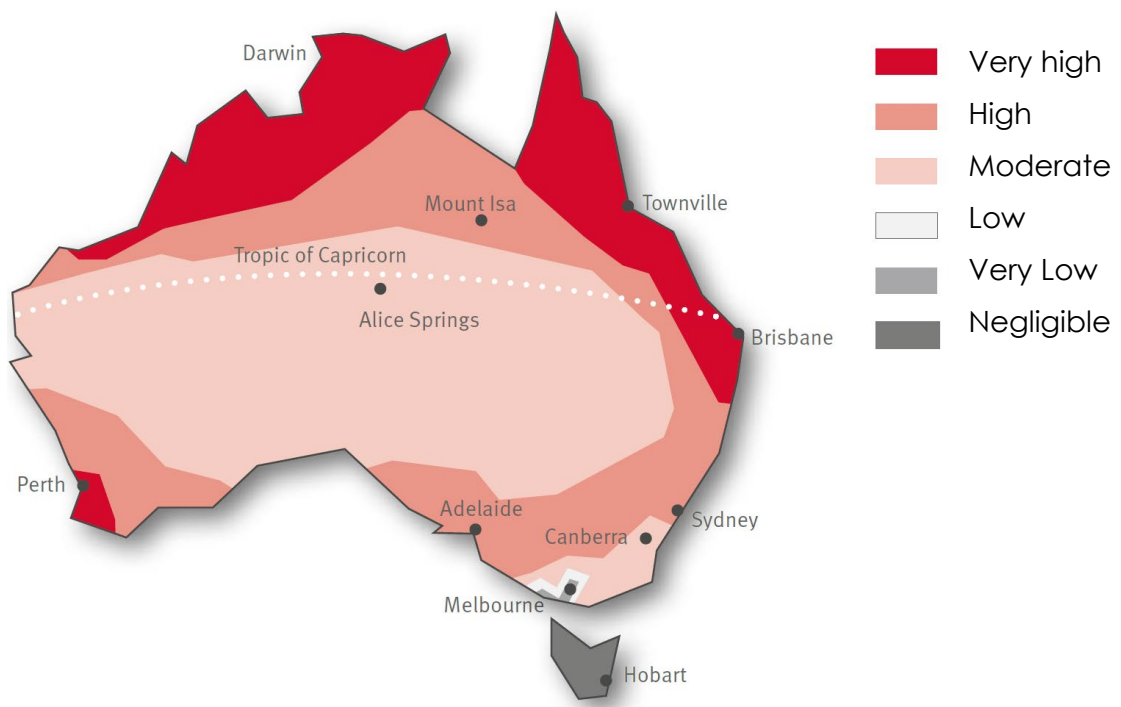 Darwin
Mount Isa
Townville
Tropic of Capricorn
Alice Springs
Brisbane
Perth
Adelaide
Sydney
Canberra
Melbourne
Hobart
Very high
High
Moderate
Low
Very Low
Negligible